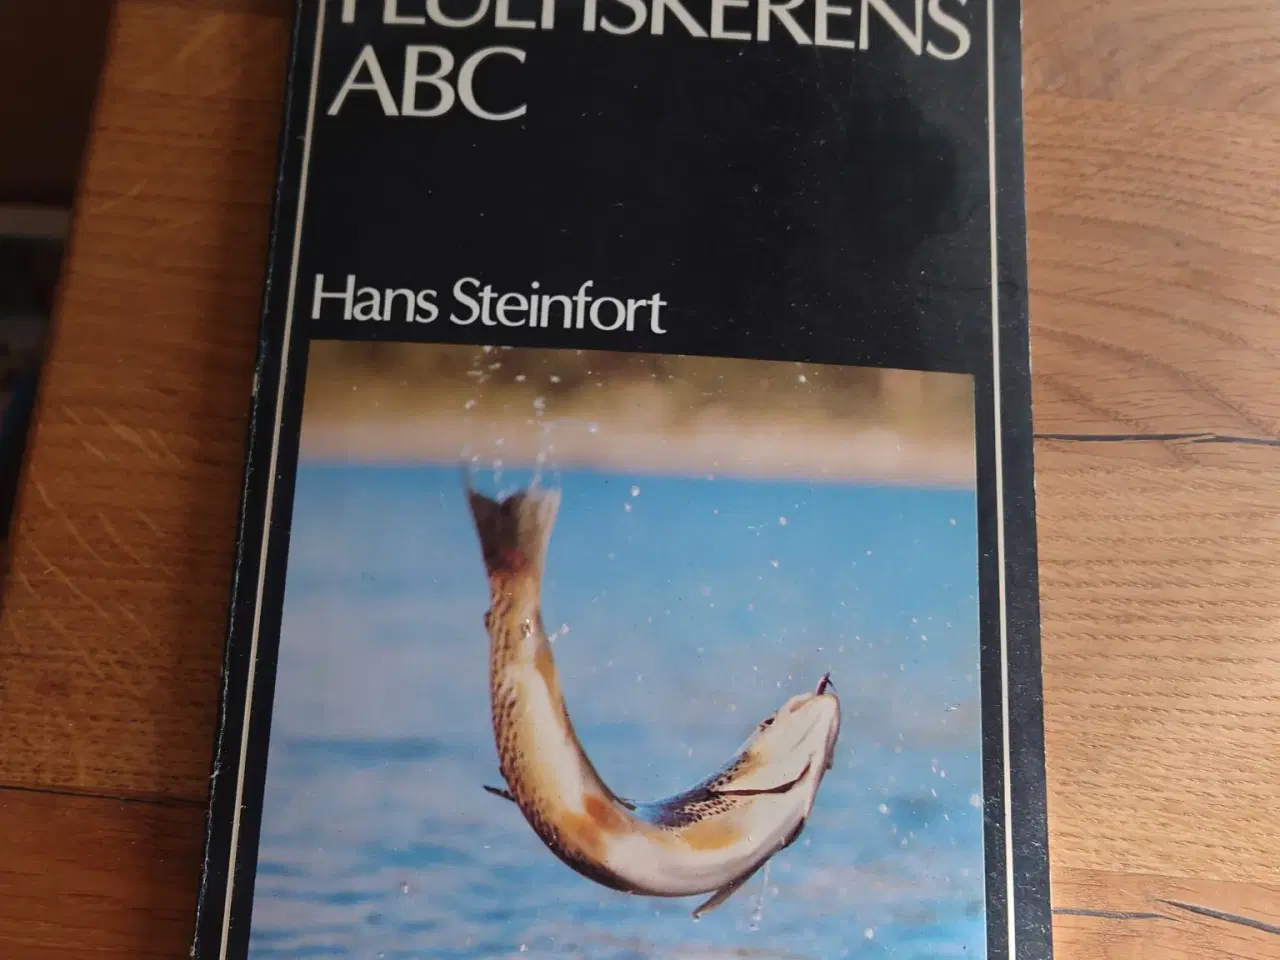 FLUEFISKERENS
ABC
Hans Steinfort